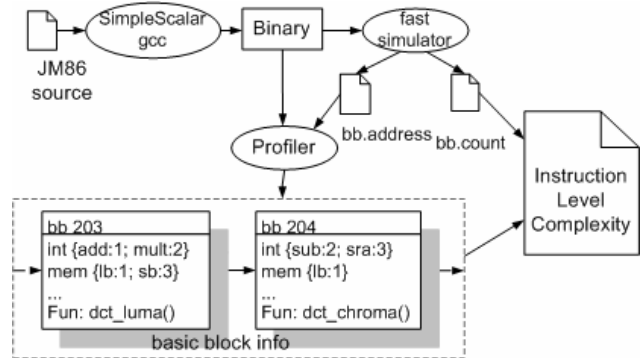 SimpleScalar
gcc
Binary
fast
simulator
JM86
source
bb.address
bb.count
Profiler
Instruction
Level
Complexity
bb 203
int {add:1; mult:2}
mem {lb:1; sb:3}
...
Fun: dct_luma()
bb 204
int {sub:2; sra:3}
mem {lb:1}
...
Fun: dct_chroma()
basic block info